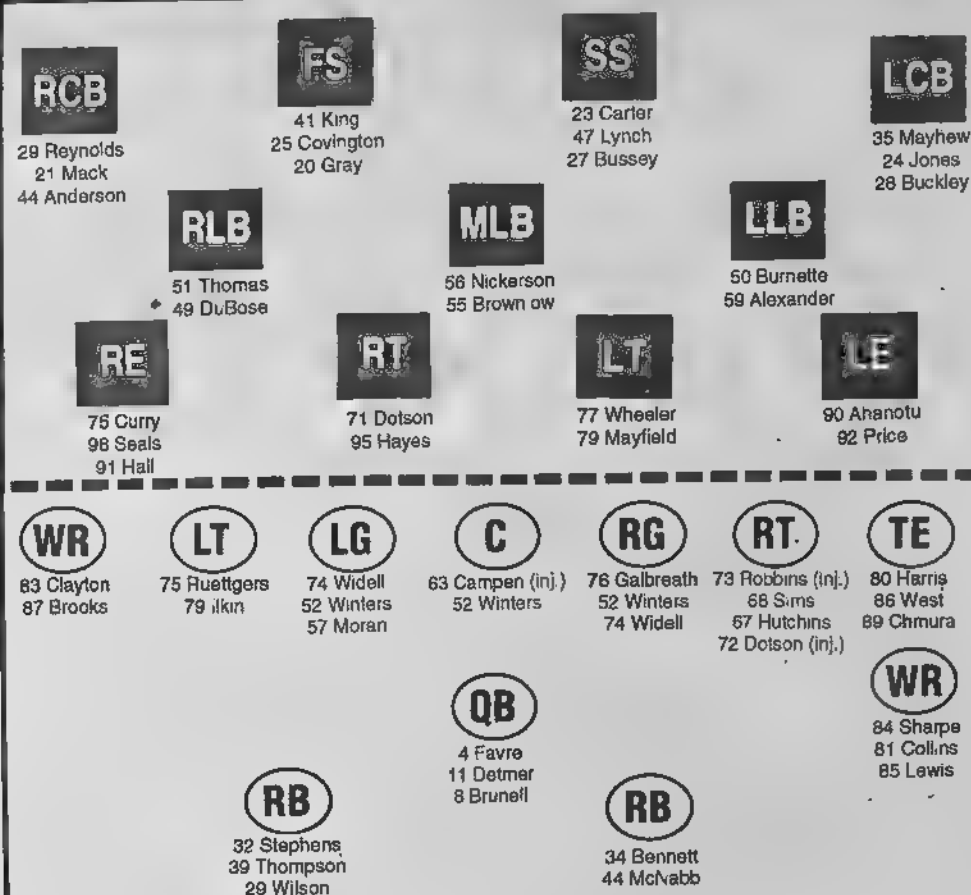 RCB
29 Reynolds
21 Mack
44 Anderson
FS
41 King
25 Covington
20 Gray
SS
23 Carter
47 Lynch
27 Bussey
LCB
35 Mayhew
24 Jones
28 Buckley
RLB
51 Thomas
49 DuBose
MLB
56 Nickerson
55 Brown ow
LLB
50 Burnette
59 Alexander
RE
75 Curry
98 Seals
91 Hall
RT
71 Dotson
95 Hayes
LT
77 Wheeler
79 Mayfield
LE
90 Ahanotu
92 Price
WR
83 Clayton
87 Brooks
LT
75 Ruettgers
79 Ilkin
LG
74 Widell
52 Winters
57 Moran
C
63 Campen (inj.)
52 Winters
RG
76 Galbreath
52 Winters
74 Widell
RT
73 Robbins (inj.)
68 Sims
67 Hutchins
72 Dotson (inj.)
TE
80 Harris
86 West
89 Chmura
WR
84 Sharpe
81 Collins
85 Lewis
QB
4 Favre
11 Detmer
8 Brunell
RB
32 Stephens
39 Thompson
29 Wilson
RB
34 Bennett
44 McNabb